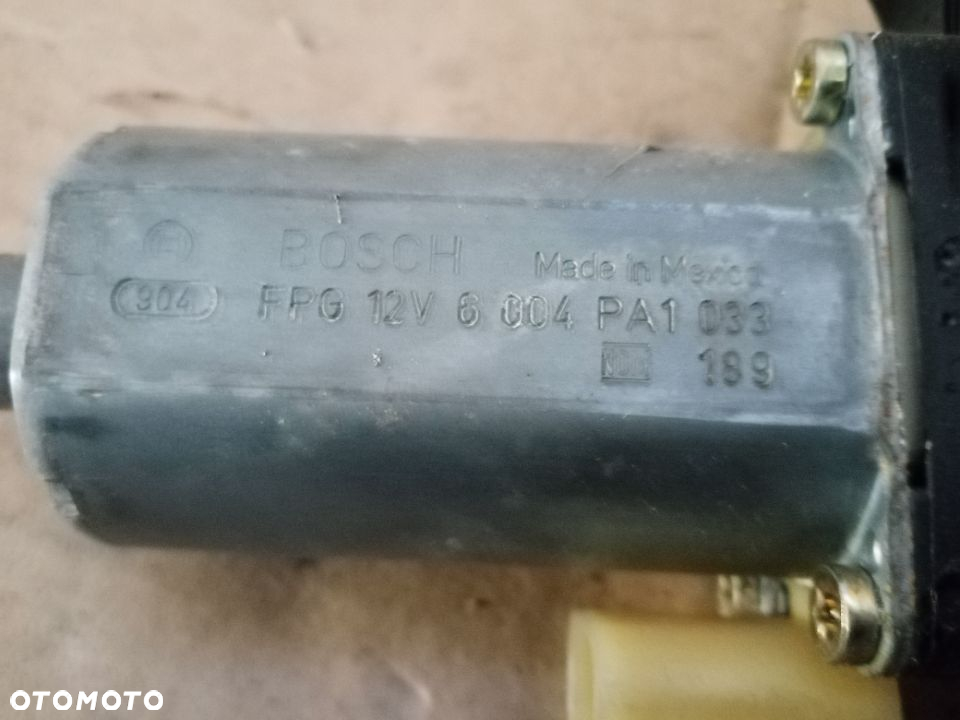 BOSCH Made in Mexico
904 FPG 12V 6 004 PA1 033
189
OTOMOTO